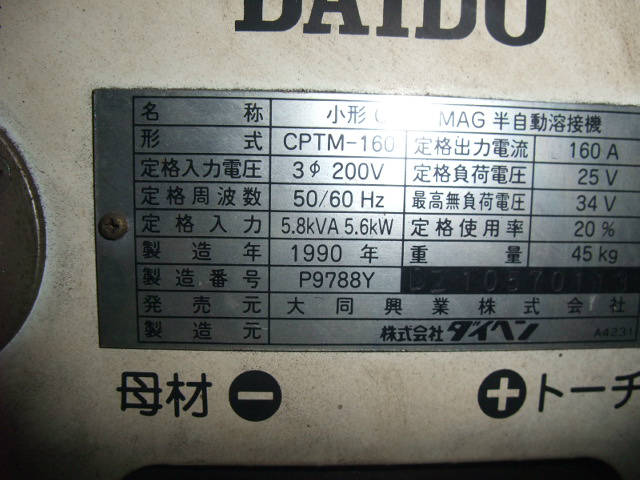 DAIDO
名称 小形 MAG 半自動溶接機
形式 CPTM-160 定格出力電流 160 A
定格入力電圧 3φ 200V 定格負荷電圧 25 V
定格周波数 50/60 Hz 最高無負荷電圧 34 V
定格入力 5.8kVA 5.6kW 定格使用率 20 %
製造年 1990 年 重量 45 kg
製造番号 P9788Y
発売元 大同興業株式会社
製造元 株式会社ダイヘン A4231
母材 − + トーチ